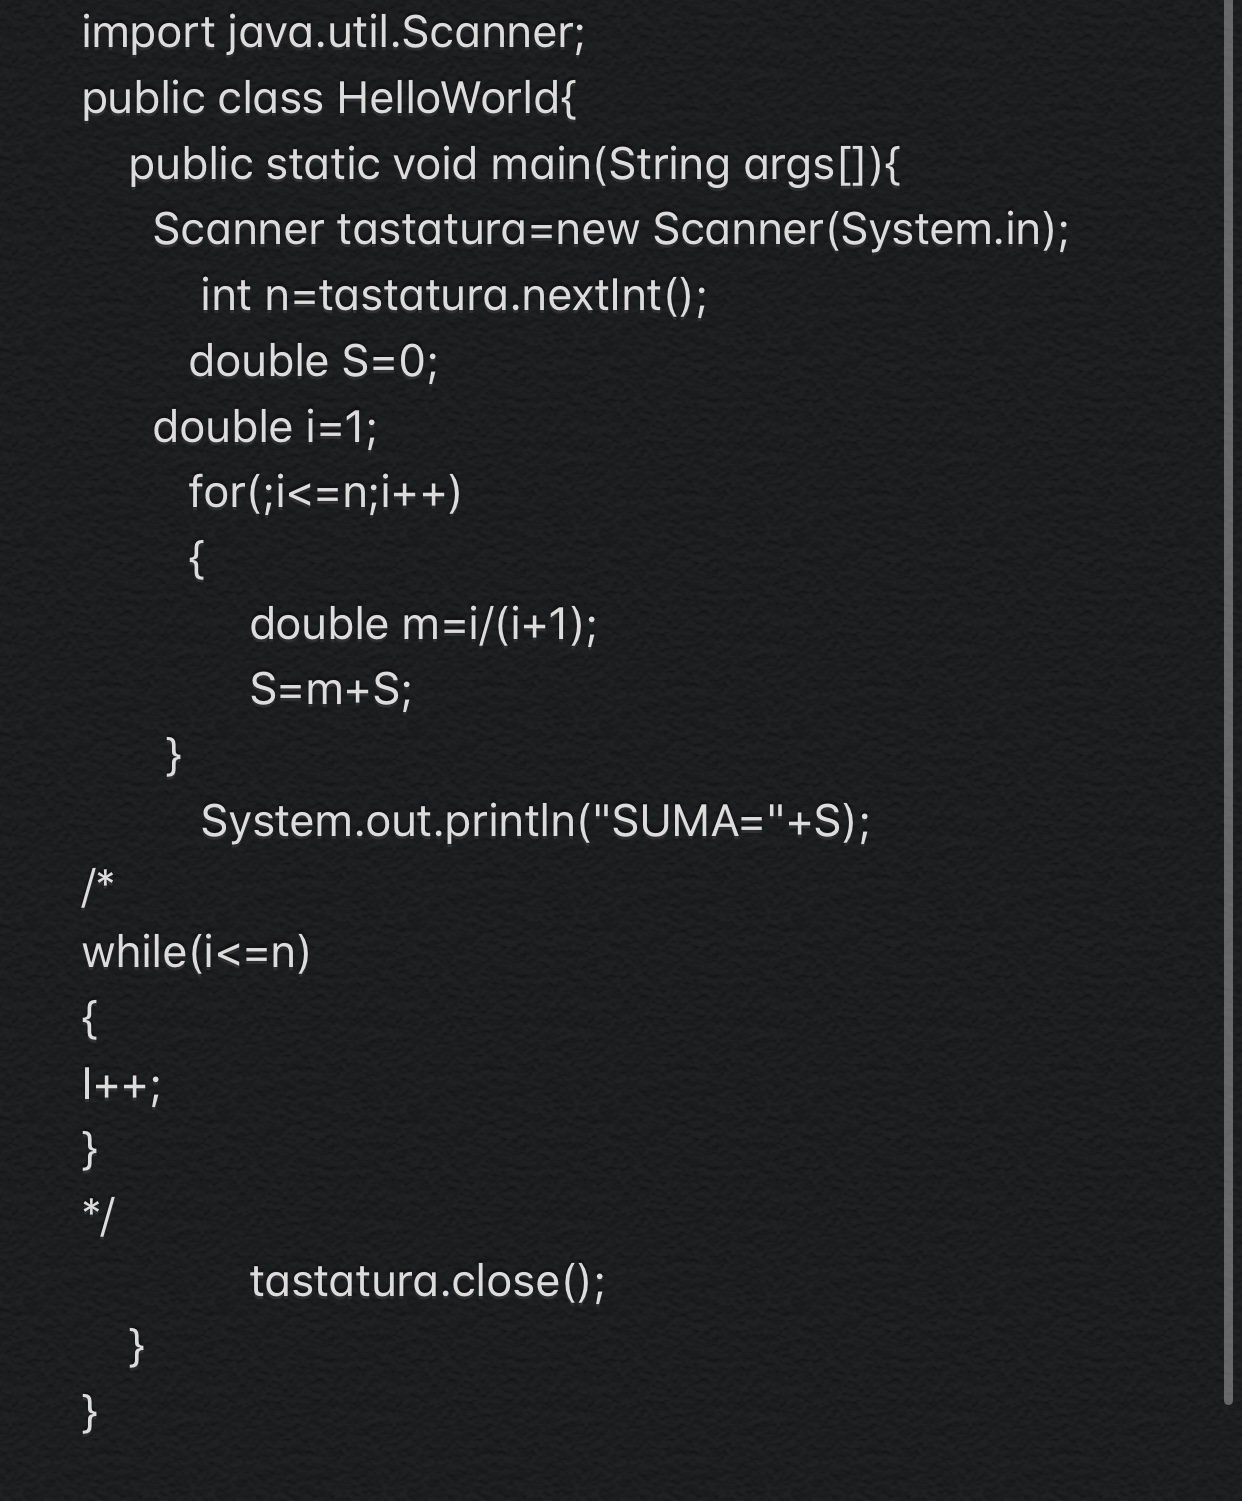 import java.util.Scanner;
public class HelloWorld{
public static void main(String args[]){
Scanner tastatura=new Scanner(System.in);
int n=tastatura.nextInt();
double S=0;
double i=1;
for(;i<=n;i++)
{
double m=i/(i+1);
S=m+S;
}
System.out.println("SUMA="+S);
/*
while(i<=n)
{
I++;
}
*/
tastatura.close();
}
}